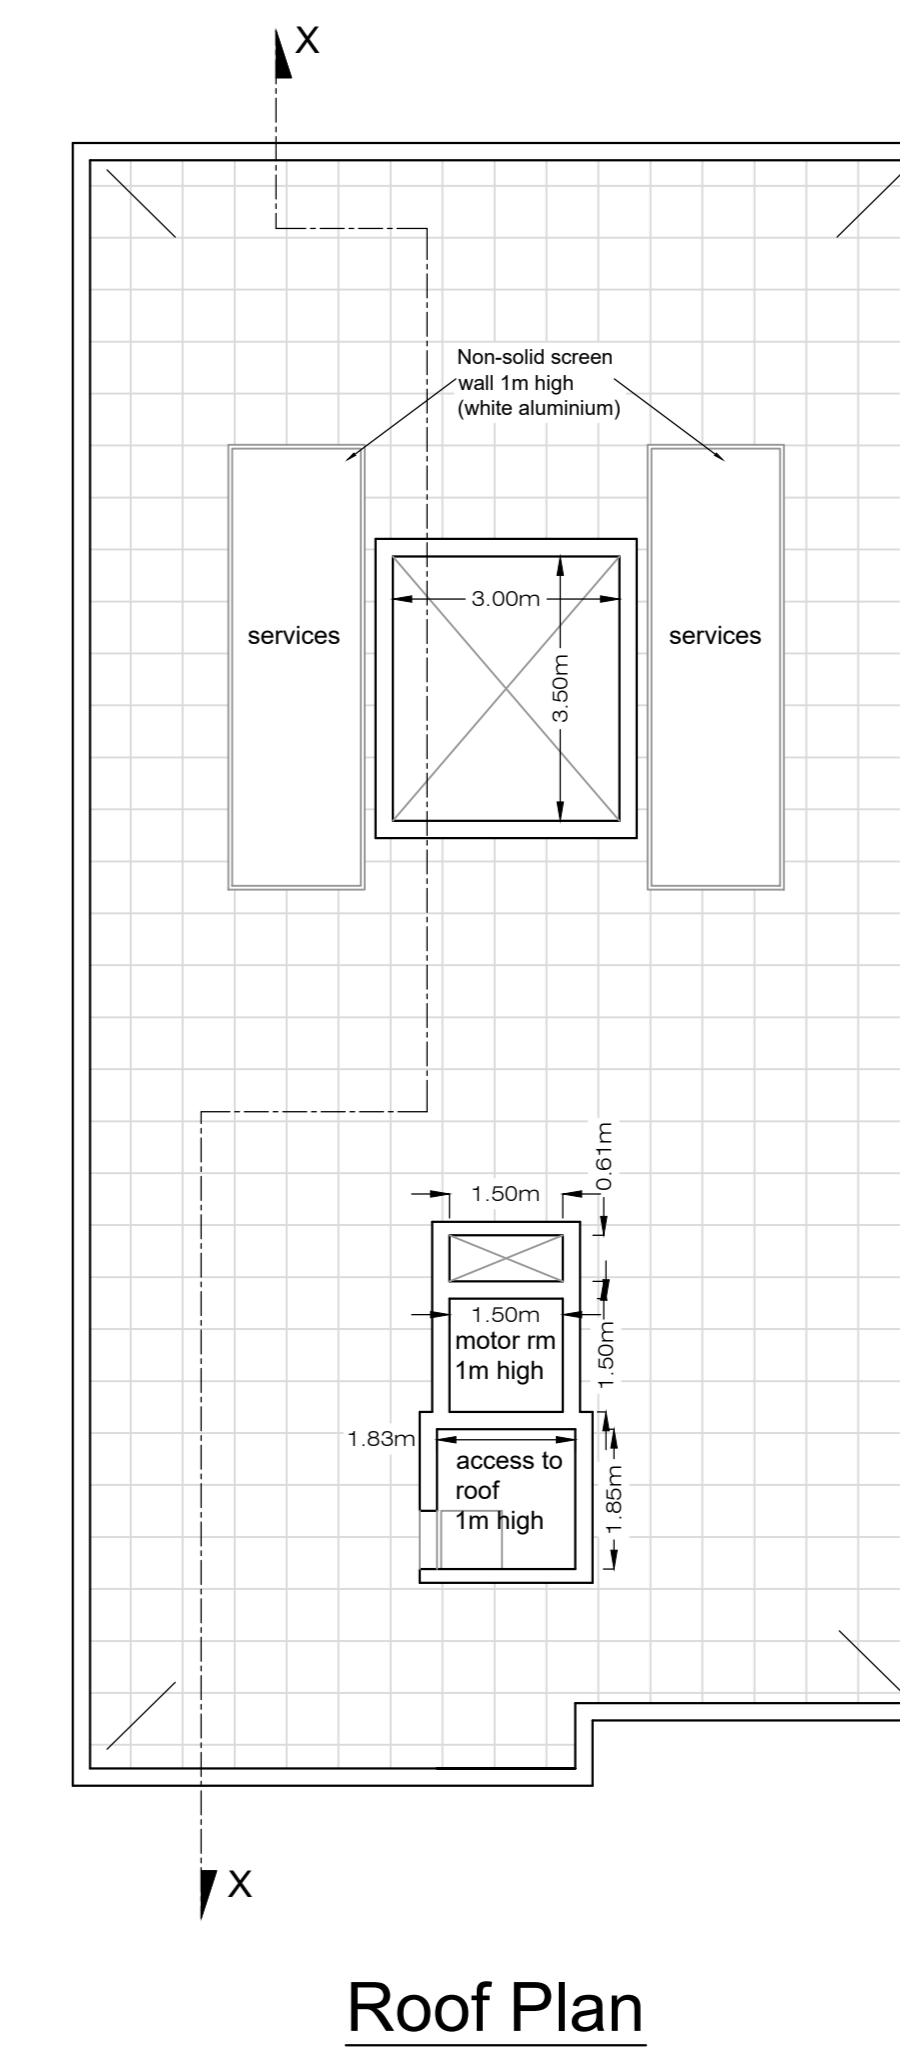 X
Non-solid screen
wall 1m high
(white aluminium)
3.00m
services
services
3.50m
0.61m
1.50m
1.50m
motor rm
1m high
1.50m
1.83m
access to
roof
1m high
1.85m
X
Roof Plan